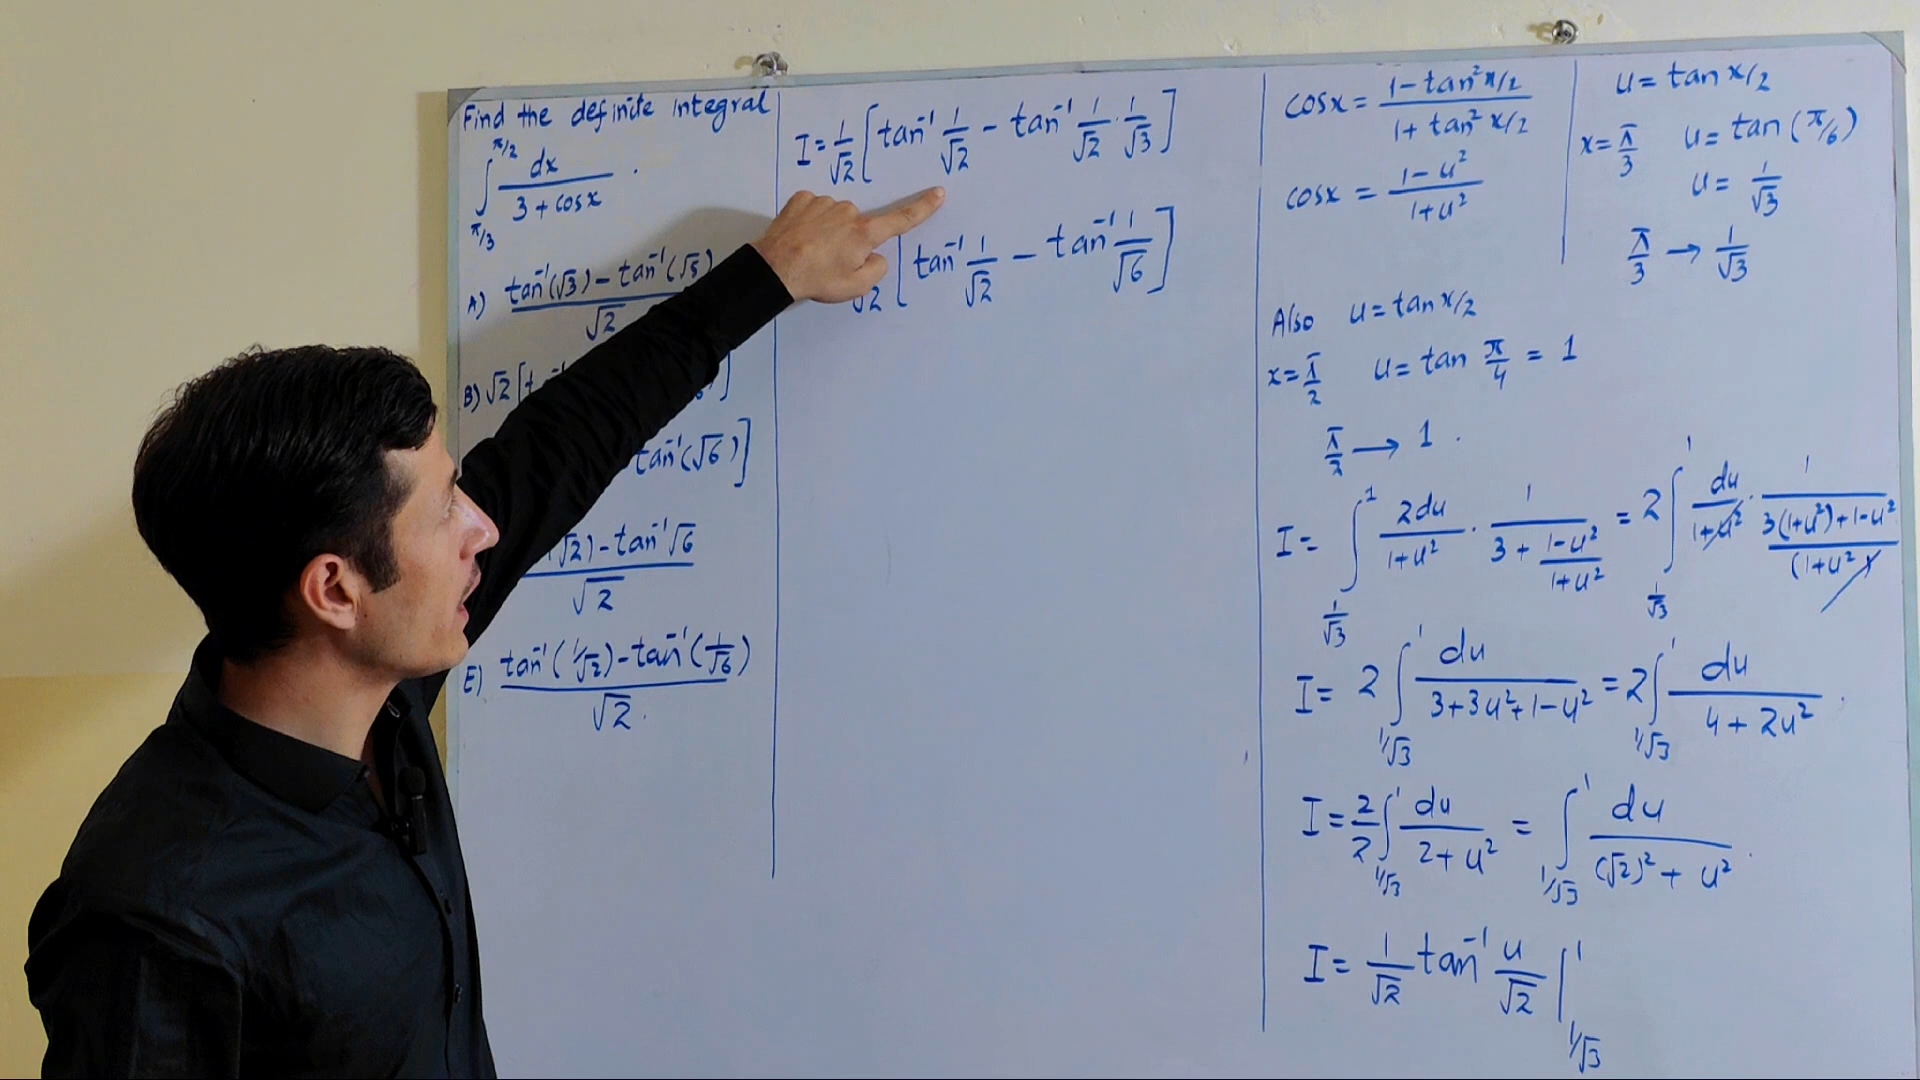 Find the definite integral
∫_{π/3}^{π/2} dx/(3 + cosx) .
A) (tan⁻¹(√3) – tan⁻¹(√5))/√2
B) √2 [
tan⁻¹(√6)]
√2) – tan⁻¹√6 / √2
E) (tan⁻¹(1/√2) – tan⁻¹(1/√6))/√2 .
I = 1/√2 [tan⁻¹ 1/√2 – tan⁻¹ 1/√2 · 1/√3]
√2 [tan⁻¹ 1/√2 – tan⁻¹ 1/√6]
cosx = (1 – tan² x/2)/(1 + tan² x/2)
cosx = (1 – u²)/(1 + u²)
u = tan x/2
x = π/3 u = tan (π/6)
u = 1/√3
π/3 → 1/√3
Also u = tan x/2
x = π/2 u = tan π/4 = 1
π/2 → 1 .
I = ∫_{1/√3}^{1} 2du/(1+u²) · 1/(3 + (1–u²)/(1+u²)) = 2 ∫_{1/√3}^{1} du/(1+u²) · 1/((3(1+u²)+1–u²)/(1+u²))
I = 2 ∫_{1/√3}^{1} du/(3+3u²+1–u²) = 2 ∫_{1/√3}^{1} du/(4 + 2u²) .
I = 2/2 ∫_{1/√3}^{1} du/(2 + u²) = ∫_{1/√3}^{1} du/((√2)² + u²) .
I = 1/√2 tan⁻¹ u/√2 |_{1/√3}^{1}